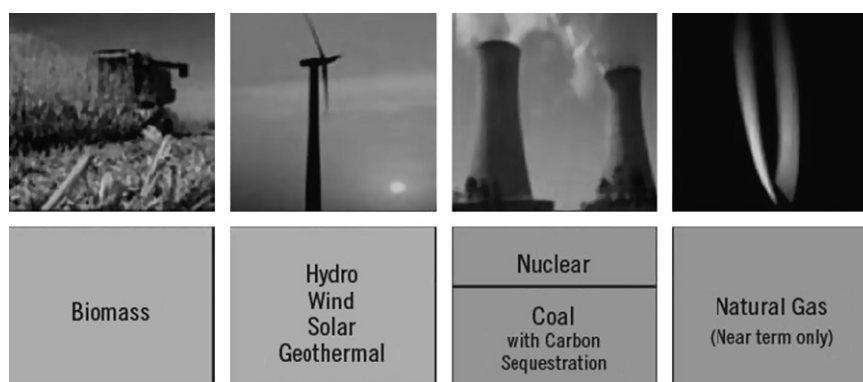 Biomass
Hydro
Wind
Solar
Geothermal
Nuclear
Coal
with Carbon
Sequestration
Natural Gas
(Near term only)